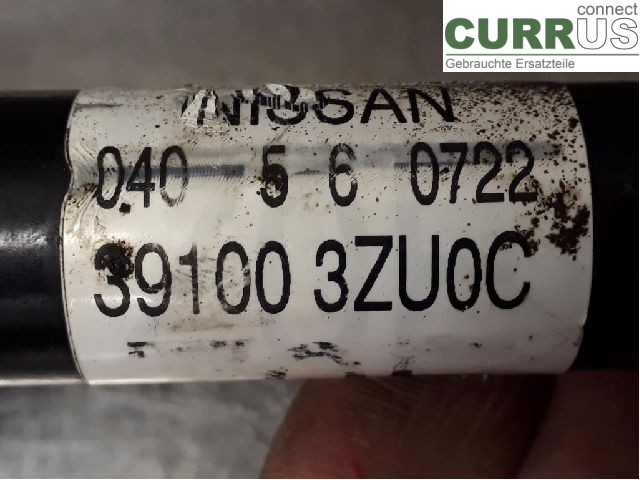 connect
CURRUS
Gebrauchte Ersatzteile
NISSAN
040 5 6 0722
39100 3ZU0C